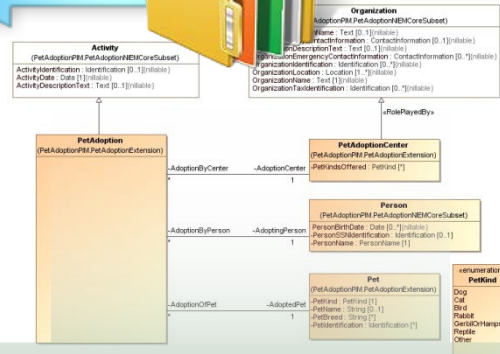 Organization
PetAdoptionPIM.PetAdoptionNIEMCoreSubset)
Name : Text [0..1]{nillable}
ContactInformation : ContactInformation [0..1]{nillable}
DescriptionText : Text [0..1]{nillable}
OrganizationEmergencyContactInformation : ContactInformation [0..*]{nillable}
OrganizationIdentification : Identification [0..*]{nillable}
OrganizationLocation : Location [1..*]{nillable}
OrganizationName : Text [1]{nillable}
OrganizationTaxIdentification : Identification [0..*]{nillable}
Activity
(PetAdoptionPIM.PetAdoptionNIEMCoreSubset)
ActivityIdentification : Identification [0..1]{nillable}
ActivityDate : Date [1]{nillable}
ActivityDescriptionText : Text [0..1]{nillable}
«RolePlayedBy»
PetAdoption
(PetAdoptionPIM.PetAdoptionExtension)
-AdoptionByCenter
*
-AdoptionCenter
1
PetAdoptionCenter
(PetAdoptionPIM.PetAdoptionExtension)
-PetKindsOffered : PetKind [*]
-AdoptionByPerson
*
-AdoptingPerson
1
Person
(PetAdoptionPIM.PetAdoptionNIEMCoreSubset)
PersonBirthDate : Date [0..*]{nillable}
-PersonSSNIdentification : Identification [0..1]
-PersonName : PersonName [1]
-AdoptionOfPet
*
-AdoptedPet
1
Pet
(PetAdoptionPIM.PetAdoptionExtension)
-PetKind : PetKind [1]
-PetName : String [0..1]
-PetBreed : String [*]
-PetIdentification : Identification [*]
«enumeration
PetKind
Dog
Cat
Bird
Rabbit
GerbilOrHamp
Reptile
Other